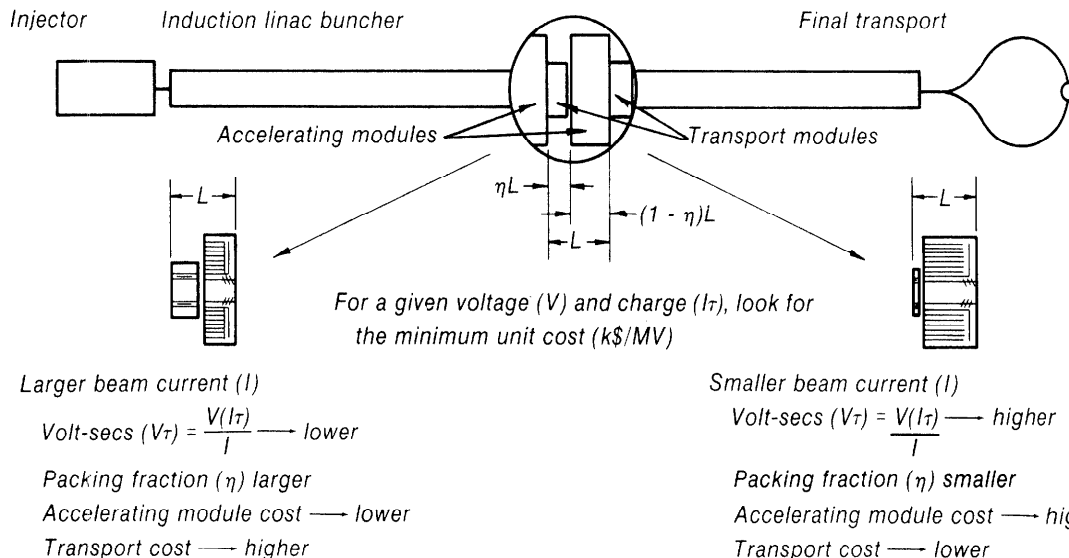 Injector
Induction linac buncher
Final transport
Accelerating modules
Transport modules
ηL
(1 - η)L
L
L
L
For a given voltage (V) and charge (Iτ), look for
the minimum unit cost (k$/MV)
Larger beam current (I)
Volt-secs (Vτ) = V(Iτ)/I → lower
Packing fraction (η) larger
Accelerating module cost → lower
Transport cost → higher
Smaller beam current (I)
Volt-secs (Vτ) = V(Iτ)/I → higher
Packing fraction (η) smaller
Accelerating module cost → hig
Transport cost → lower